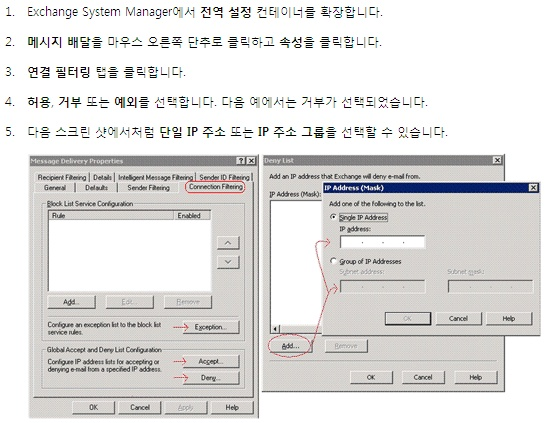 1. Exchange System Manager에서 전역 설정 컨테이너를 확장합니다.
2. 메시지 배달을 마우스 오른쪽 단추로 클릭하고 속성을 클릭합니다.
3. 연결 필터링 탭을 클릭합니다.
4. 허용, 거부 또는 예외를 선택합니다. 다음 예에서는 거부가 선택되었습니다.
5. 다음 스크린 샷에서처럼 단일 IP 주소 또는 IP 주소 그룹을 선택할 수 있습니다.
Message Delivery Properties
Recipient Filtering Details Intelligent Message Filtering Sender ID Filtering
General Defaults Sender Filtering Connection Filtering
Block List Service Configuration
Rule Enabled
Add... Edit... Remove
Configure an exception list to the block list
service rules.
Exception...
Global Accept and Deny List Configuration
Configure IP address lists for accepting or
denying e-mail from a specified IP address.
Accept...
Deny...
OK Cancel Apply Help
Deny List
Add an IP address that Exchange will deny e-mail from.
IP Address (Mask):
Add... Remove
OK Cancel Help
IP Address (Mask)
Add one of the following to the list.
Single IP Address
IP address:
Group of IP Addresses
Subnet address: Subnet mask:
OK Cancel Help